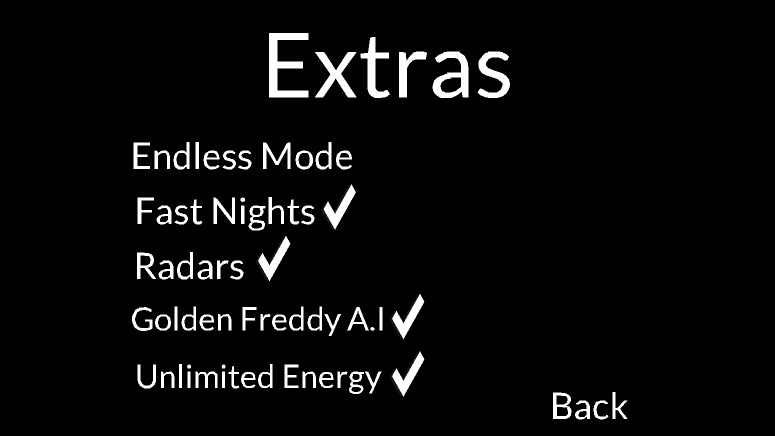 Extras
Endless Mode
Fast Nights
Radars
Golden Freddy A.I
Unlimited Energy
Back